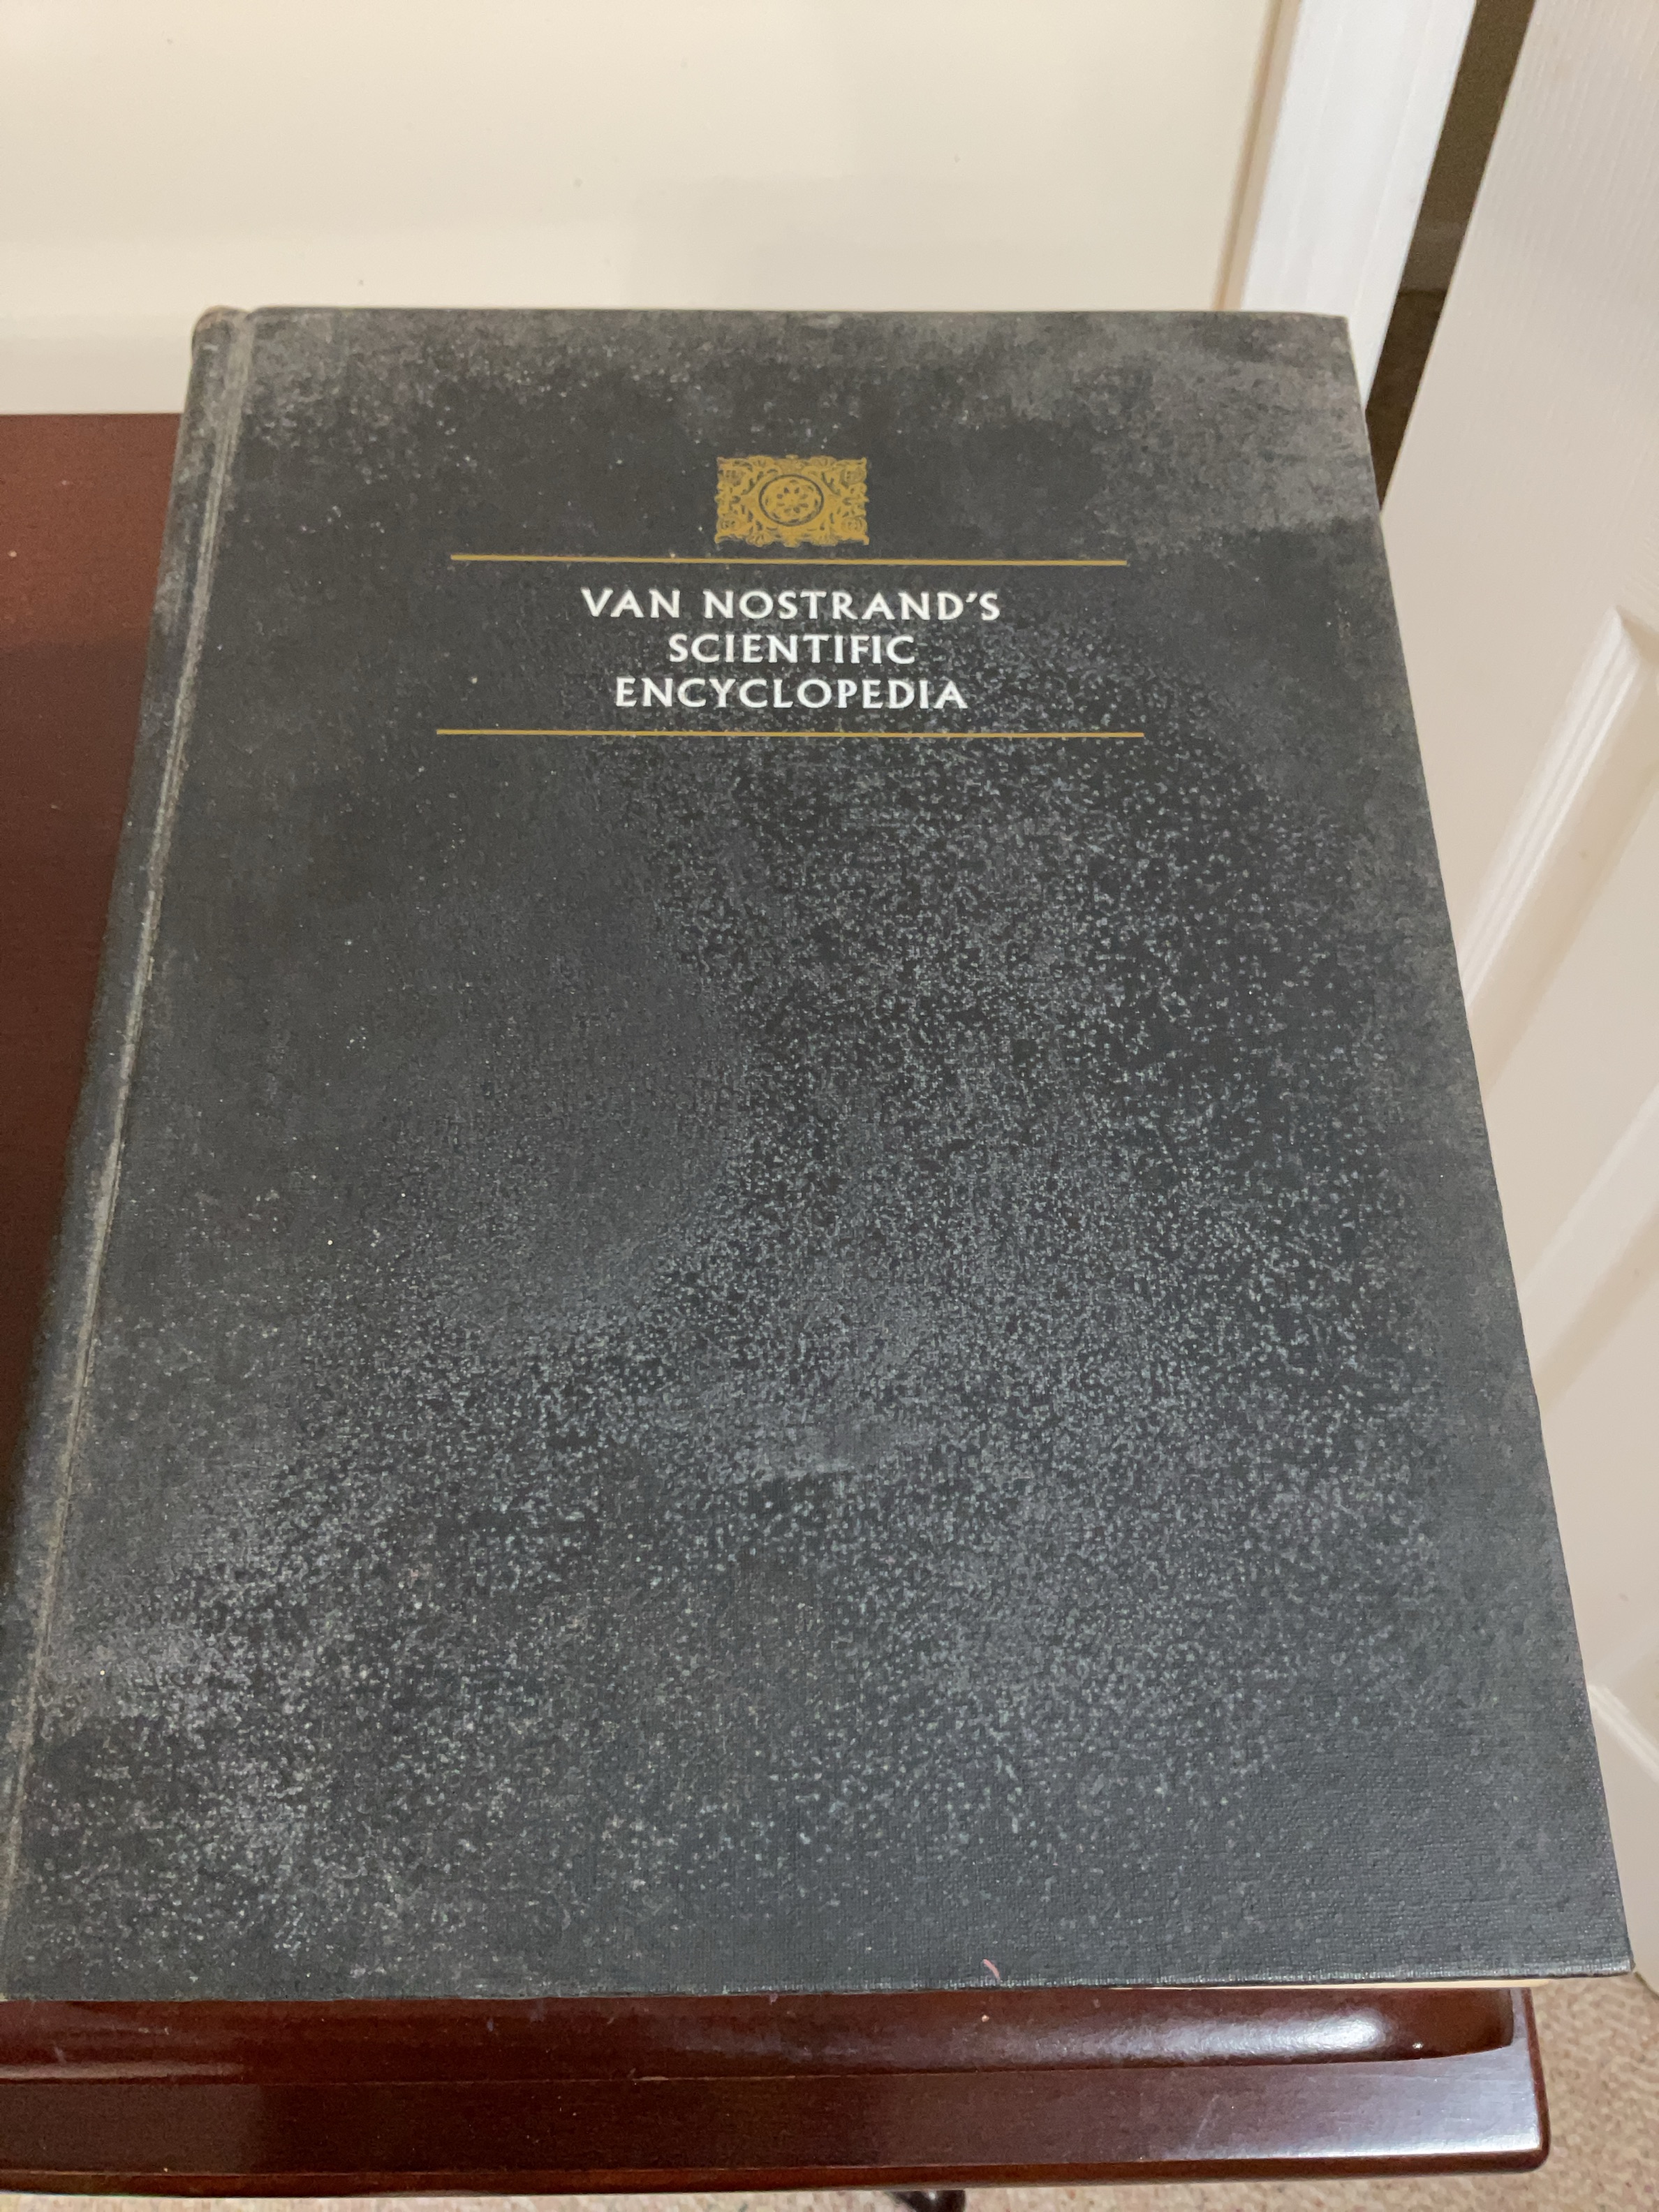 VAN NOSTRAND'S
SCIENTIFIC
ENCYCLOPEDIA